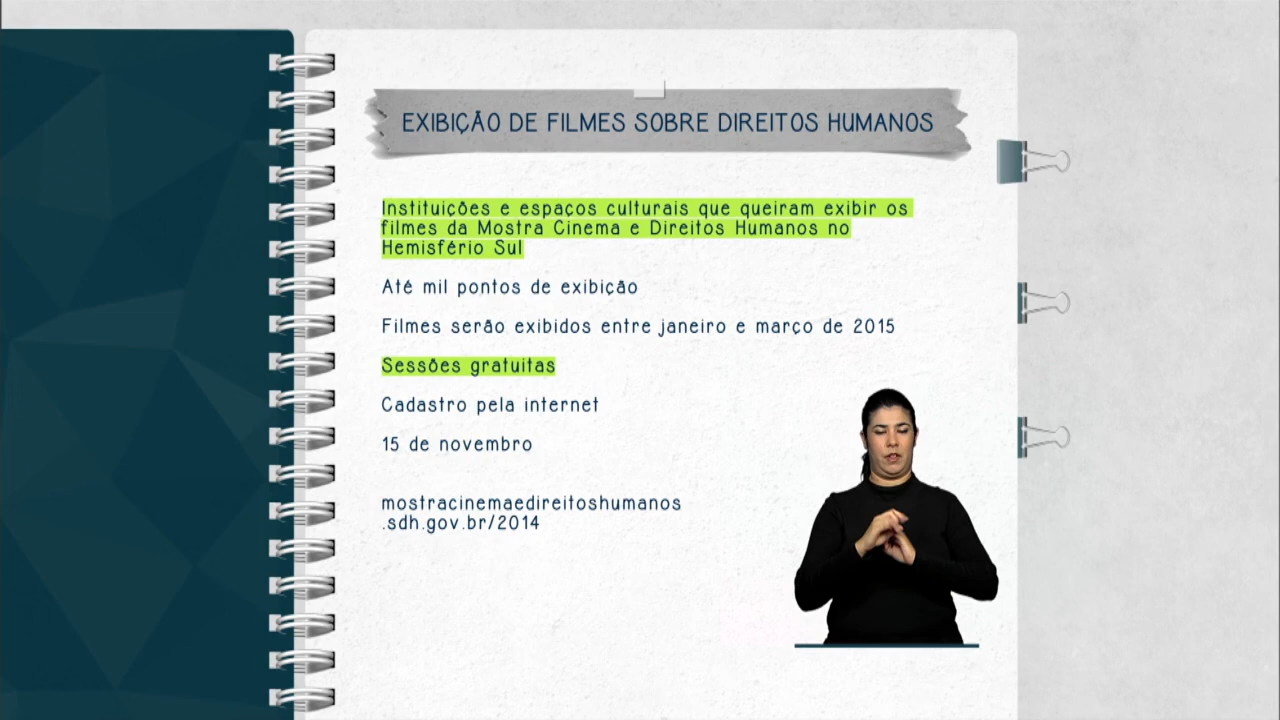 EXIBIÇÃO DE FILMES SOBRE DIREITOS HUMANOS
Instituições e espaços culturais que queiram exibir os
filmes da Mostra Cinema e Direitos Humanos no
Hemisfério Sul
Até mil pontos de exibição
Filmes serão exibidos entre janeiro e março de 2015
Sessões gratuitas
Cadastro pela internet
15 de novembro
mostracinemaedireitoshumanos
.sdh.gov.br/2014